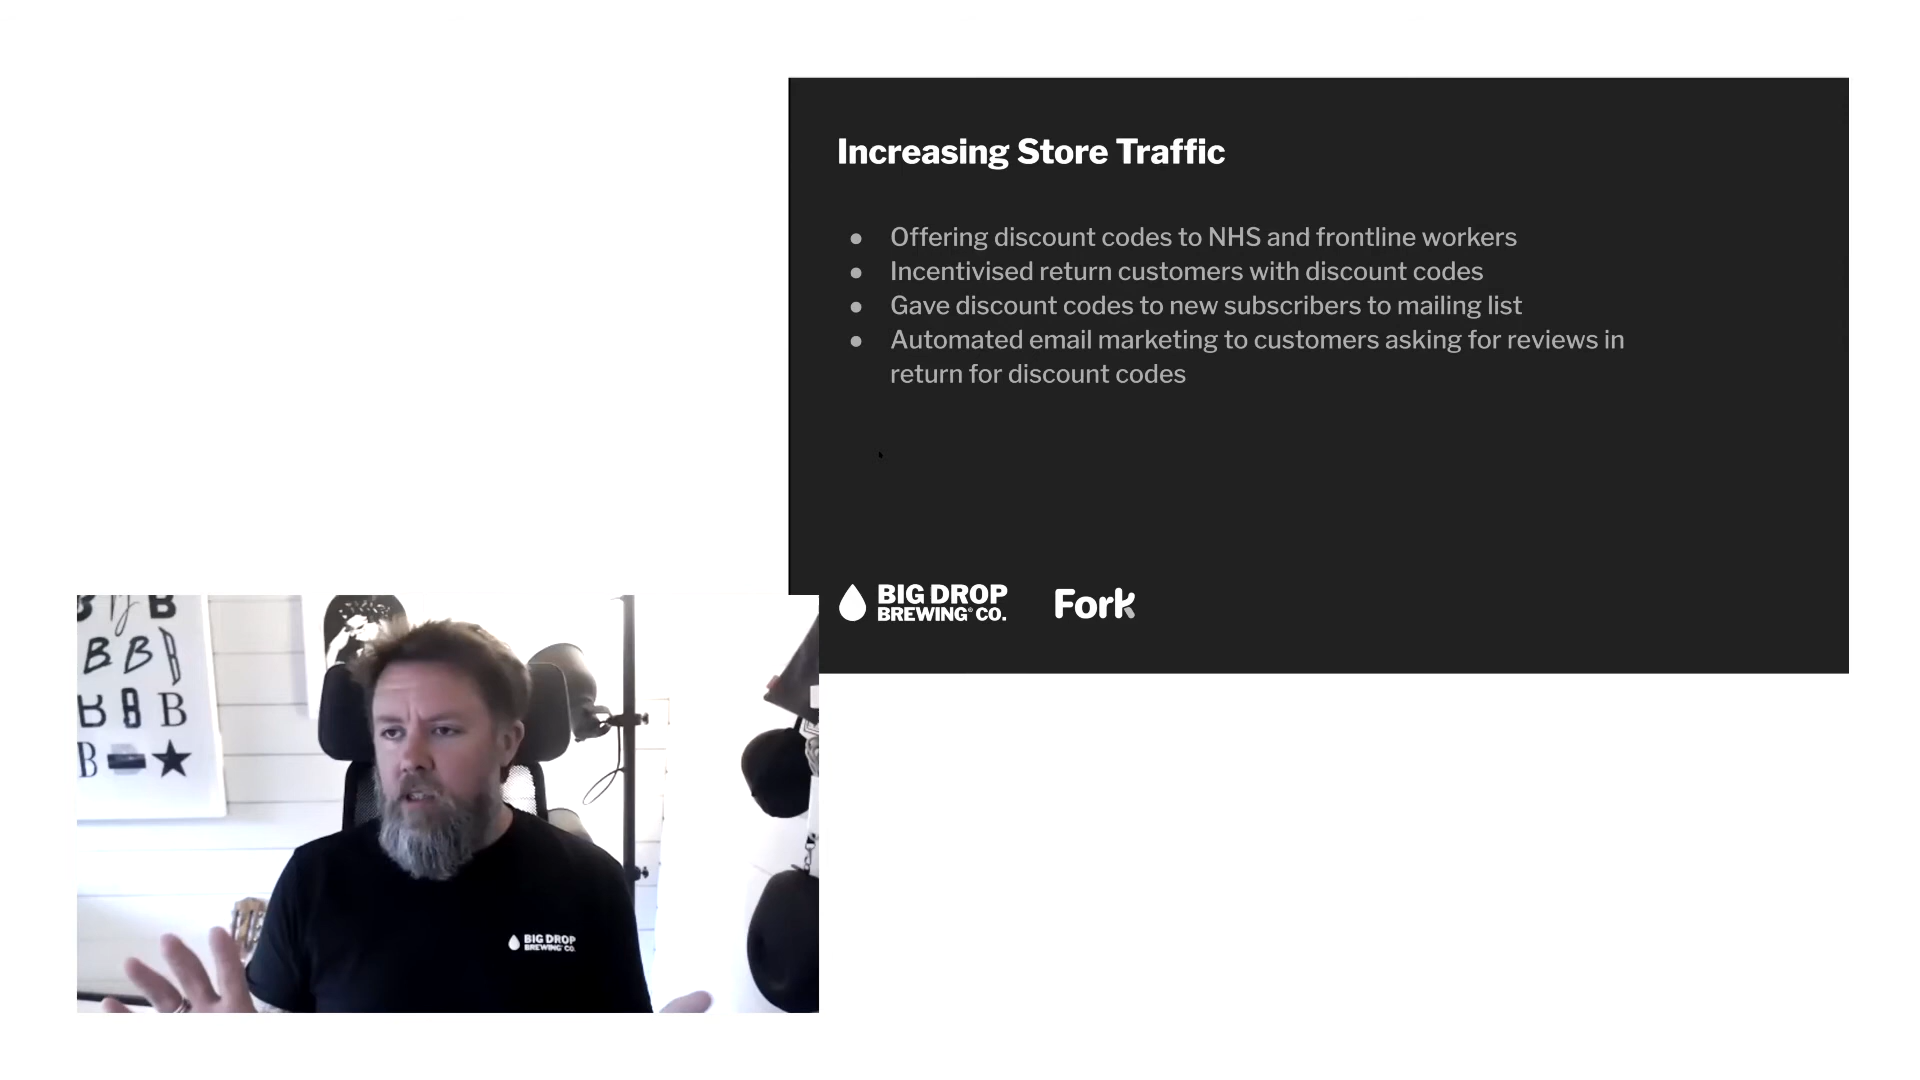 Increasing Store Traffic
● Offering discount codes to NHS and frontline workers
● Incentivised return customers with discount codes
● Gave discount codes to new subscribers to mailing list
● Automated email marketing to customers asking for reviews in
return for discount codes
BIG DROP
BREWING® CO.
Fork
B B
B B
B B
B ★
BIG DROP
BREWING CO.